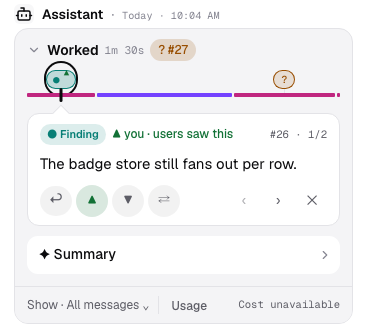 Assistant · Today · 10:04 AM
Worked 1m 30s ? #27
?
Finding ▲ you · users saw this #26 · 1/2
The badge store still fans out per row.
Summary
Show · All messages Usage Cost unavailable